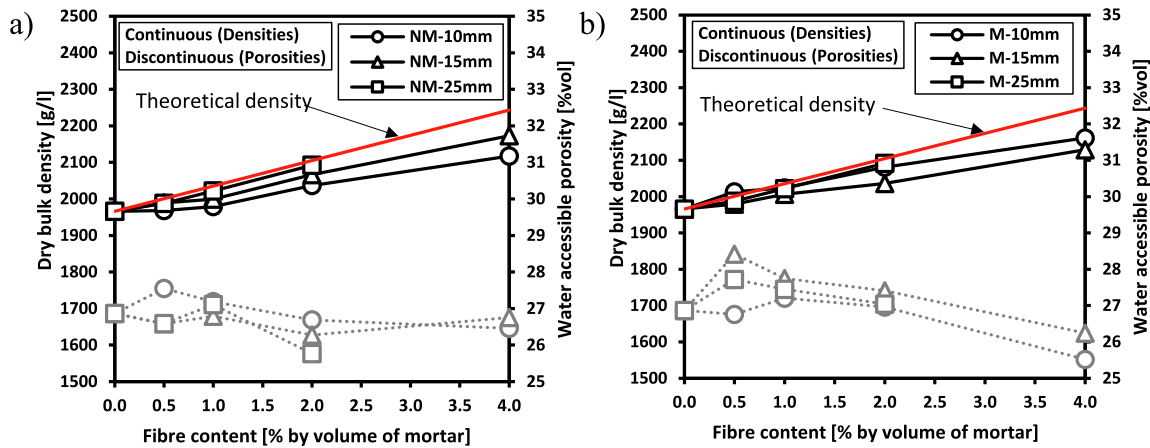 a)
Continuous (Densities)
Discontinuous (Porosities)
NM-10mm
NM-15mm
NM-25mm
Theoretical density
Dry bulk density [g/l]
2500
2400
2300
2200
2100
2000
1900
1800
1700
1600
1500
Water accessible porosity [%vol]
35
34
33
32
31
30
29
28
27
26
25
0.0 0.5 1.0 1.5 2.0 2.5 3.0 3.5 4.0
Fibre content [% by volume of mortar]
b)
Continuous (Densities)
Discontinuous (Porosities)
M-10mm
M-15mm
M-25mm
Theoretical density
Dry bulk density [g/l]
2500
2400
2300
2200
2100
2000
1900
1800
1700
1600
1500
Water accessible porosity [%vol]
35
34
33
32
31
30
29
28
27
26
25
0.0 0.5 1.0 1.5 2.0 2.5 3.0 3.5 4.0
Fibre content [% by volume of mortar]